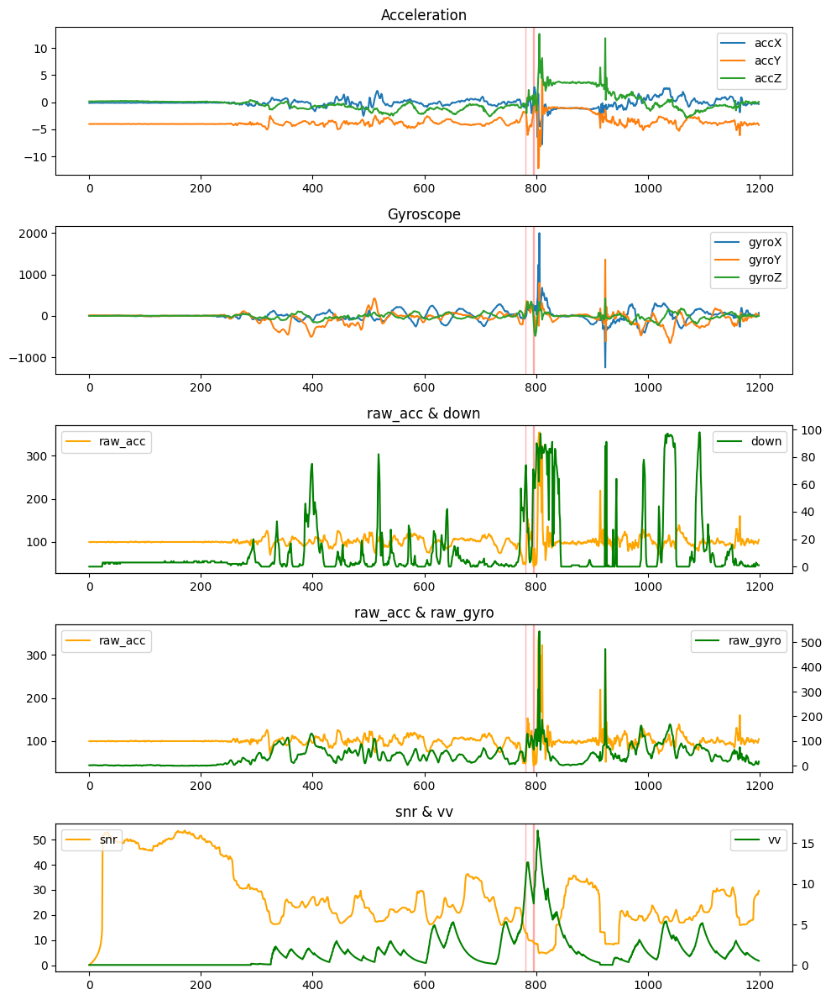 Acceleration
10
5
0
−5
−10
accX
accY
accZ
0 200 400 600 800 1000 1200
Gyroscope
2000
1000
0
−1000
gyroX
gyroY
gyroZ
0 200 400 600 800 1000 1200
raw_acc & down
300
200
100
raw_acc
down
100
80
60
40
20
0
0 200 400 600 800 1000 1200
raw_acc & raw_gyro
300
200
100
raw_acc
raw_gyro
500
400
300
200
100
0
0 200 400 600 800 1000 1200
snr & vv
50
40
30
20
10
0
snr
vv
15
10
5
0
0 200 400 600 800 1000 1200